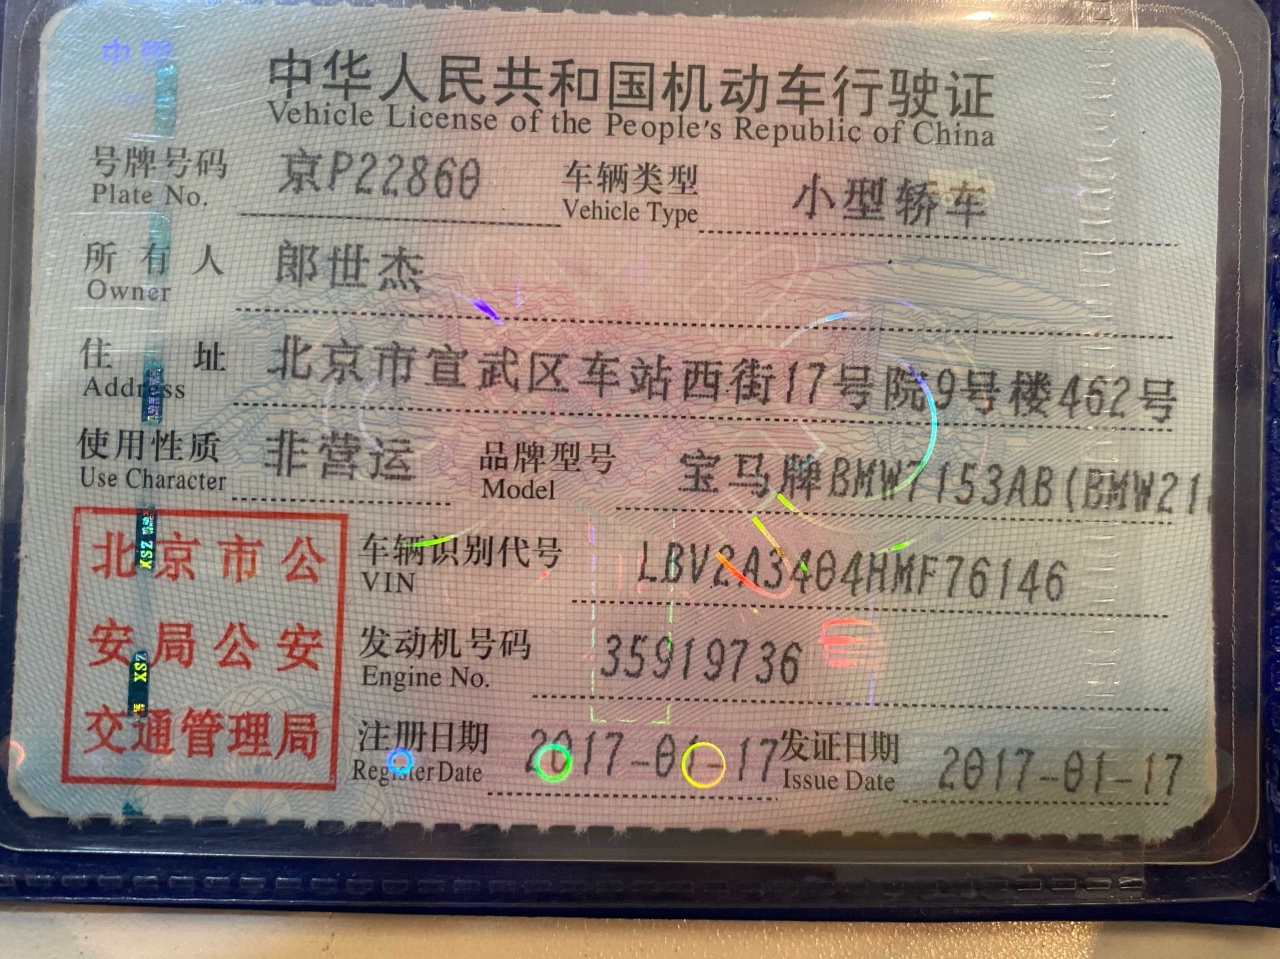 中华人民共和国机动车行驶证
Vehicle License of the People's Republic of China
号牌号码 京P22860 车辆类型 小型轿车
Plate No. Vehicle Type
所有人 郎世杰
Owner
住址 北京市宣武区车站西街17号院9号楼462号
Address
使用性质 非营运 品牌型号 宝马牌BMW7153AB(BMW21
Use Character Model
车辆识别代号 LBV2A3404HMF76146
VIN
发动机号码 35919736
Engine No.
注册日期 2017-01-17 发证日期 2017-01-17
Register Date Issue Date
北京市公
安局公安
交通管理局
XSZ
XSZ